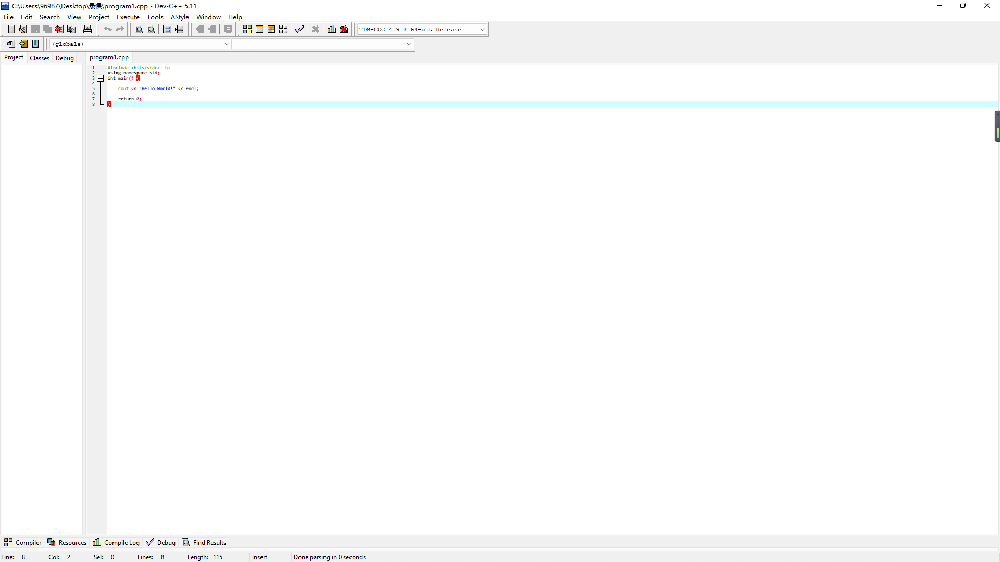 C:\Users\96987\Desktop\录课\program1.cpp - Dev-C++ 5.11
File Edit Search View Project Execute Tools AStyle Window Help
TDM-GCC 4.9.2 64-bit Release
(globals)
Project Classes Debug program1.cpp
1 #include <bits/stdc++.h>
2 using namespace std;
3 int main() {
4
5 cout << "Hello World!" << endl;
6
7 return 0;
8 }
Compiler Resources Compile Log Debug Find Results
Line: 8 Col: 2 Sel: 0 Lines: 8 Length: 115 Insert Done parsing in 0 seconds